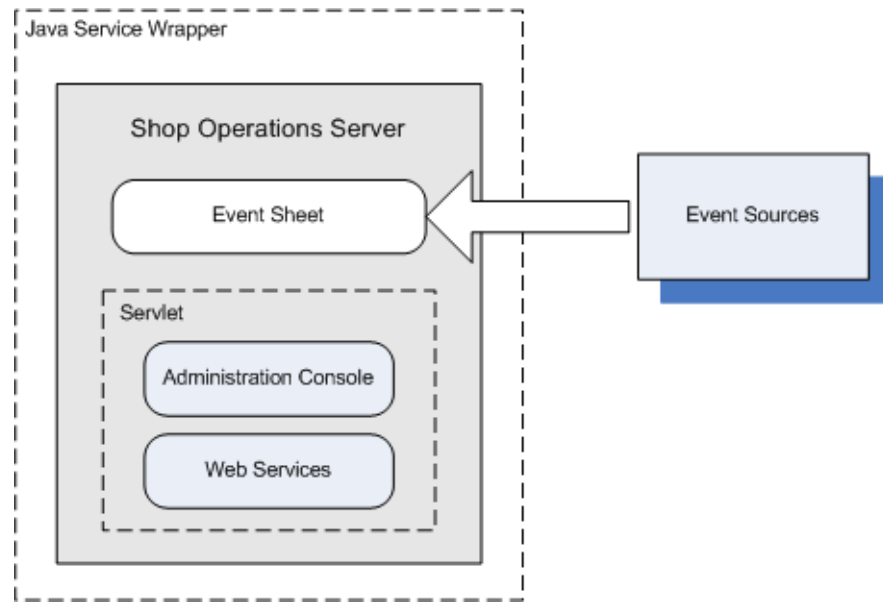 Java Service Wrapper
Shop Operations Server
Event Sheet
Event Sources
Servlet
Administration Console
Web Services